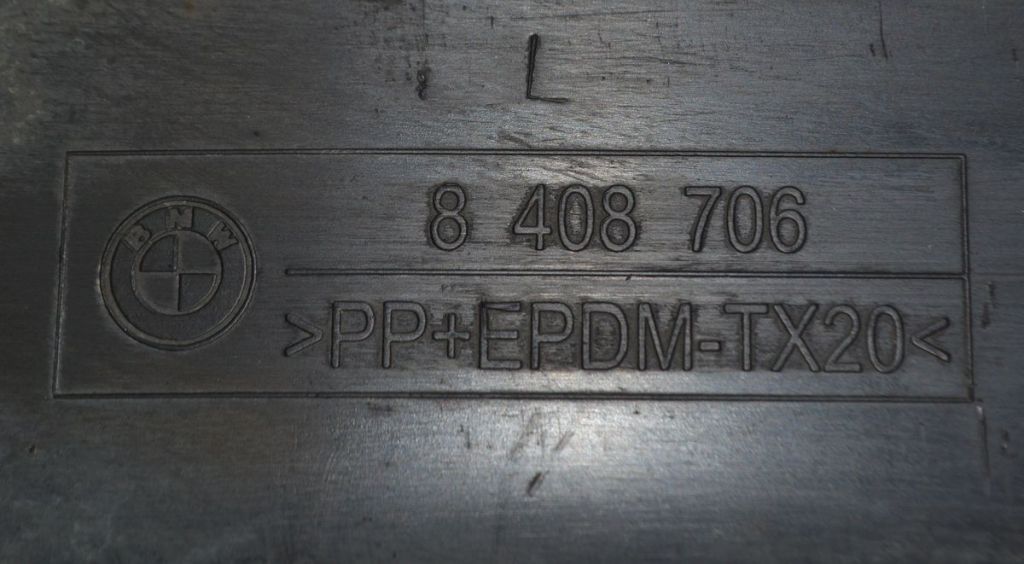 L
8 408 706
BMW
>PP+EPDM-TX20<